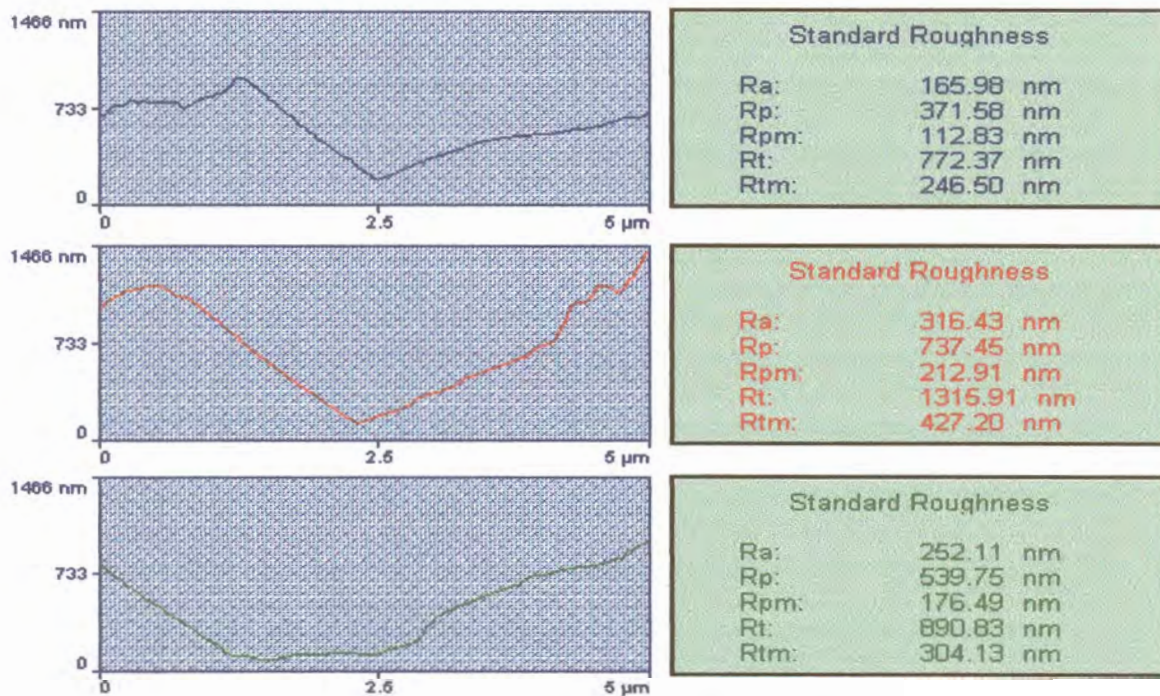 1466 nm
733
0
0 2.5 5 µm
Standard Roughness
Ra: 165.98 nm
Rp: 371.58 nm
Rpm: 112.83 nm
Rt: 772.37 nm
Rtm: 246.50 nm
1466 nm
733
0
0 2.5 5 µm
Standard Roughness
Ra: 316.43 nm
Rp: 737.45 nm
Rpm: 212.91 nm
Rt: 1315.91 nm
Rtm: 427.20 nm
1466 nm
733
0
0 2.5 5 µm
Standard Roughness
Ra: 252.11 nm
Rp: 539.75 nm
Rpm: 176.49 nm
Rt: 890.83 nm
Rtm: 304.13 nm